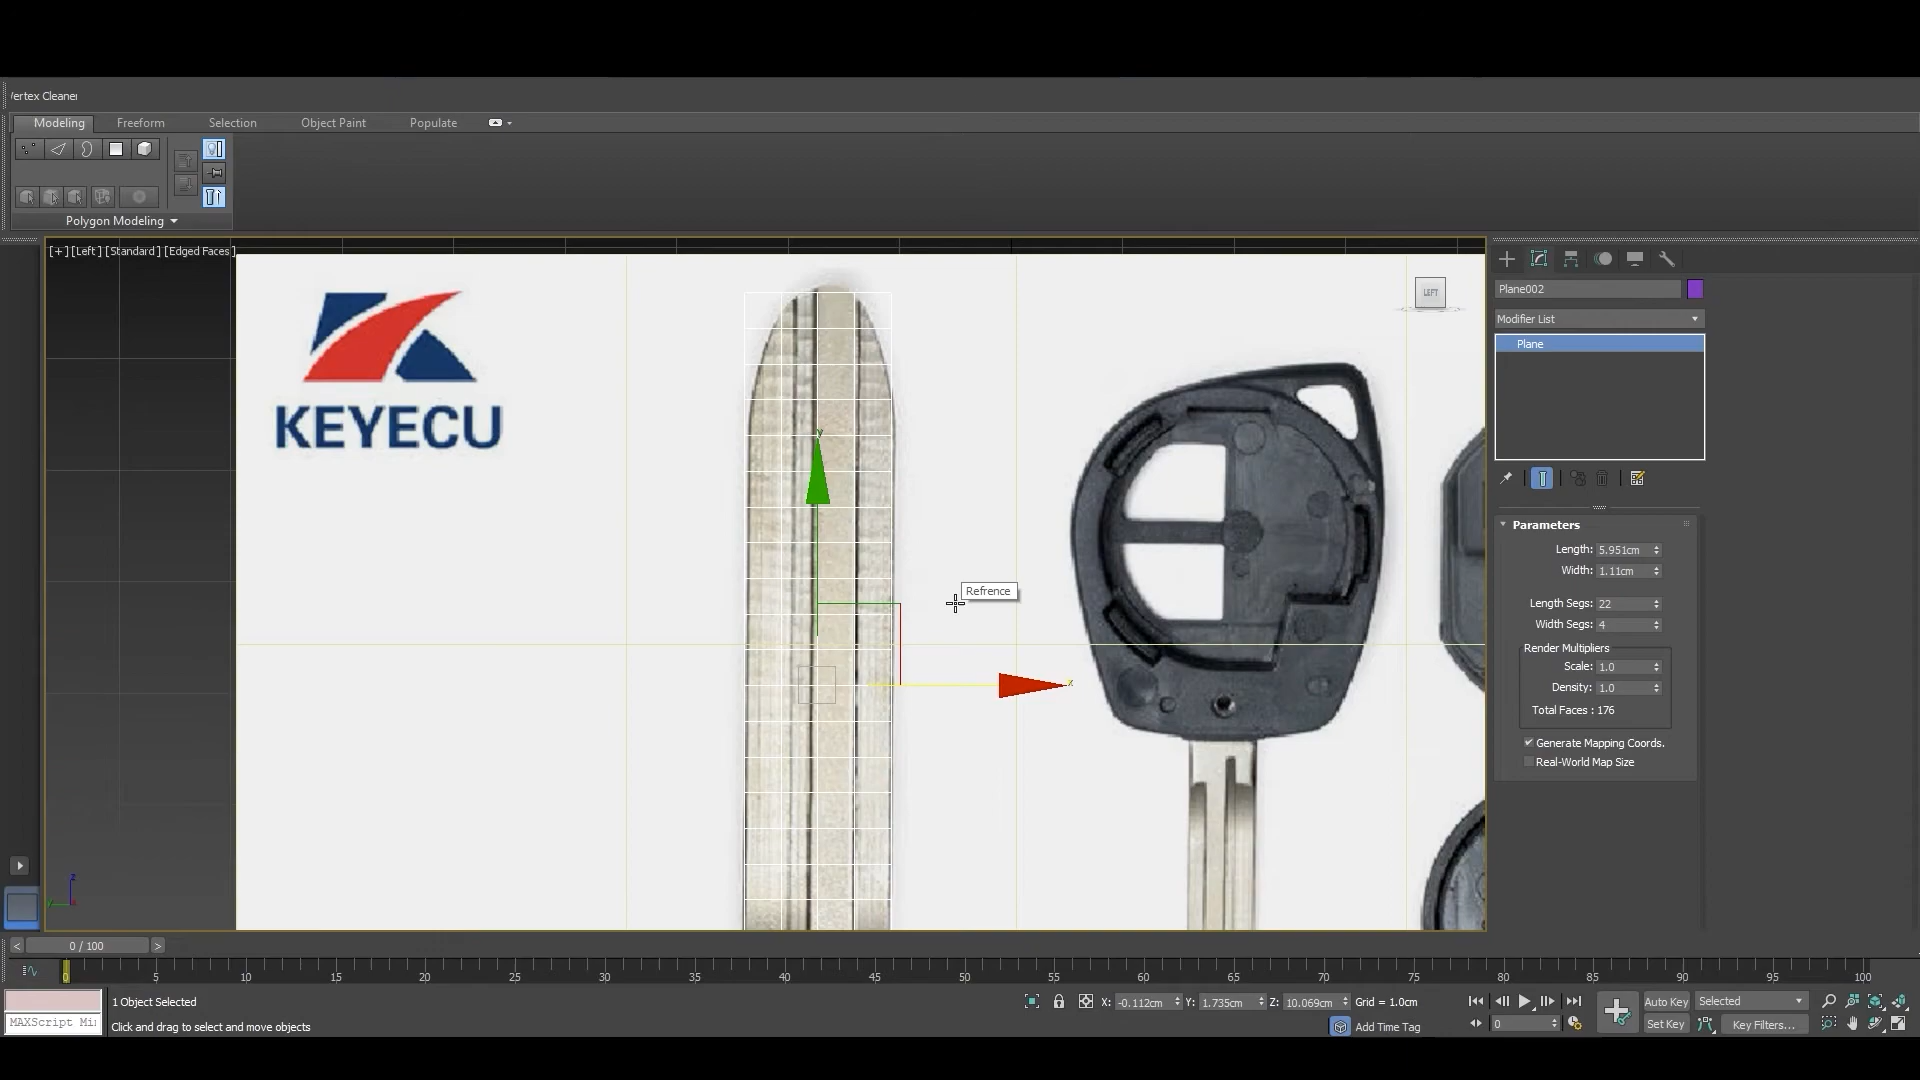 Vertex Cleaner
Modeling
Freeform
Selection
Object Paint
Populate
Polygon Modeling
[+] [Left ] [Standard ] [Edged Faces ]
KEYECU
LEFT
y
x
Refrence
z
Plane002
Modifier List
Plane
Parameters
Length: 5.951cm
Width: 1.11cm
Length Segs: 22
Width Segs: 4
Render Multipliers
Scale: 1.0
Density: 1.0
Total Faces : 176
Generate Mapping Coords.
Real-World Map Size
< 0 / 100 >
0 5 10 15 20 25 30 35 40 45 50 55 60 65 70 75 80 85 90 95 100
1 Object Selected
X: -0.112cm Y: 1.735cm Z: 10.069cm Grid = 1.0cm
Auto Key Selected
MAXScript Mi
Click and drag to select and move objects
Add Time Tag
0
Set Key Key Filters...